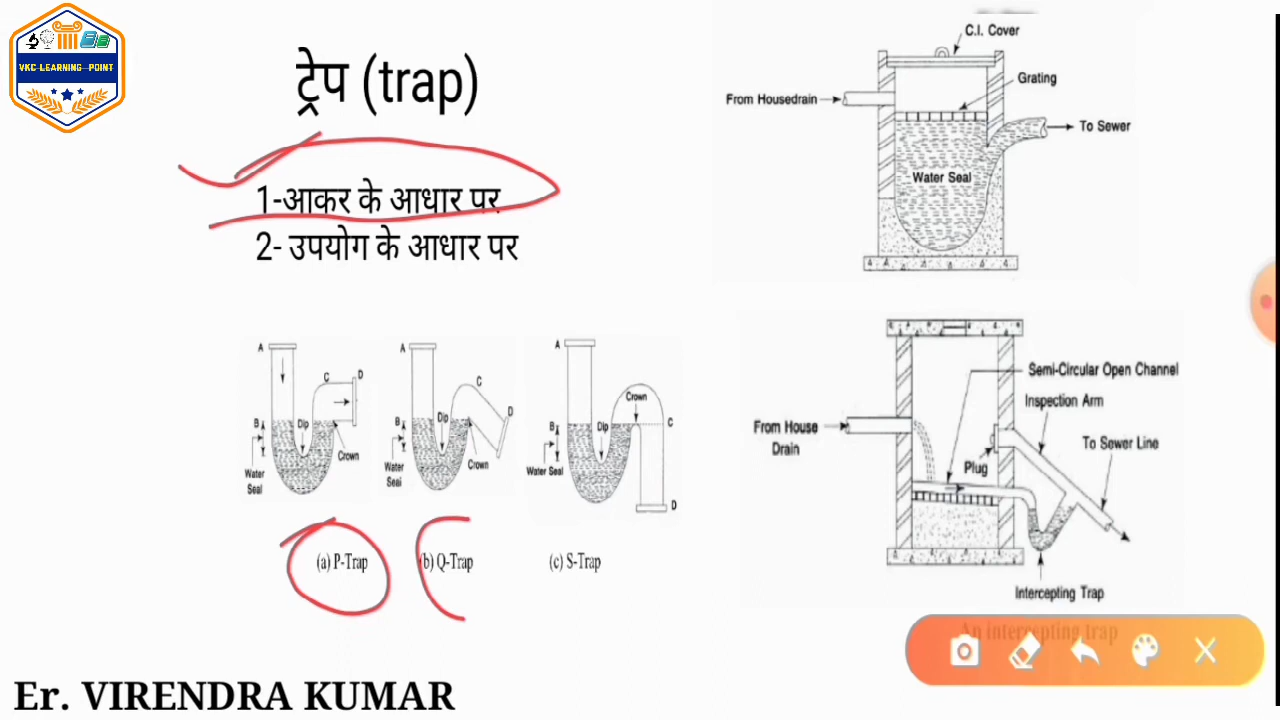 VKC-LEARNING-POINT
ट्रेप (trap)
1-आकर के आधार पर
2- उपयोग के आधार पर
C.I. Cover
Grating
From Housedrain
To Sewer
Water Seal
A
C
D
B
Dip
Crown
Water
Seal
(a) P-Trap
A
C
D
B
Dip
Crown
Water
Seal
(b) Q-Trap
A
Crown
B
Dip
C
Water Seal
D
(c) S-Trap
Semi-Circular Open Channel
Inspection Arm
From House
Drain
To Sewer Line
Plug
Intercepting Trap
An intercepting trap
Er. VIRENDRA KUMAR